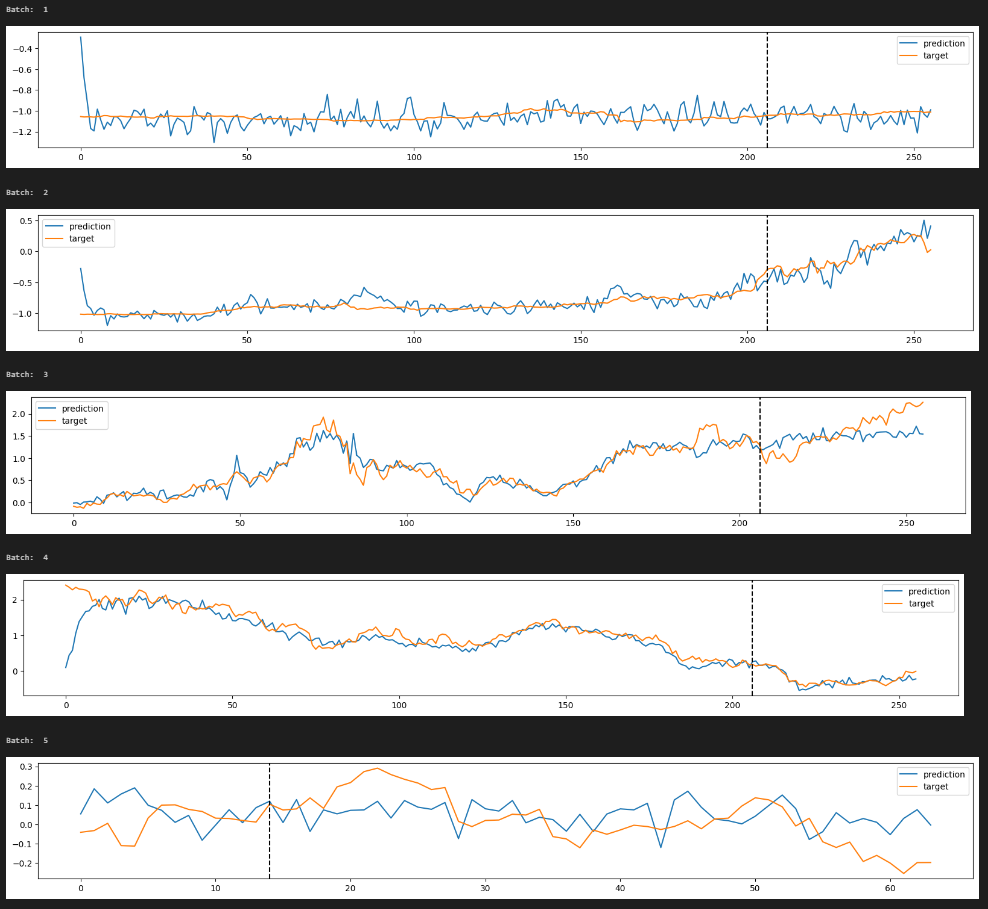 Batch: 1
−0.4
−0.6
−0.8
−1.0
−1.2
prediction
target
0 50 100 150 200 250
Batch: 2
0.5
0.0
−0.5
−1.0
prediction
target
0 50 100 150 200 250
Batch: 3
2.0
1.5
1.0
0.5
0.0
prediction
target
0 50 100 150 200 250
Batch: 4
2
1
0
prediction
target
0 50 100 150 200 250
Batch: 5
0.3
0.2
0.1
0.0
−0.1
−0.2
prediction
target
0 10 20 30 40 50 60